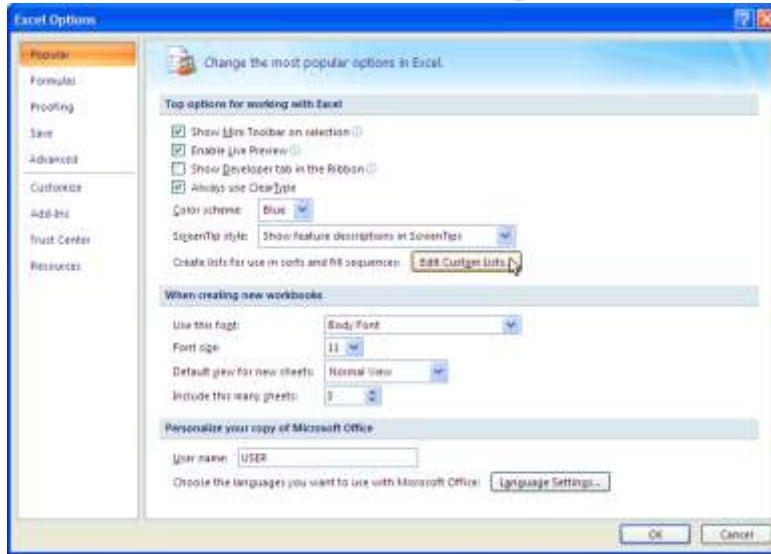 Excel Options
Popular
Formulas
Proofing
Save
Advanced
Customize
Add-Ins
Trust Center
Resources
Change the most popular options in Excel.
Top options for working with Excel
Show Mini Toolbar on selection
Enable Live Preview
Show Developer tab in the Ribbon
Always use ClearType
Color scheme: Blue
ScreenTip style: Show feature descriptions in ScreenTips
Create lists for use in sorts and fill sequences: Edit Custom Lists...
When creating new workbooks
Use this font: Body Font
Font size: 11
Default view for new sheets: Normal View
Include this many sheets: 3
Personalize your copy of Microsoft Office
User name: USER
Choose the languages you want to use with Microsoft Office: Language Settings...
OK Cancel